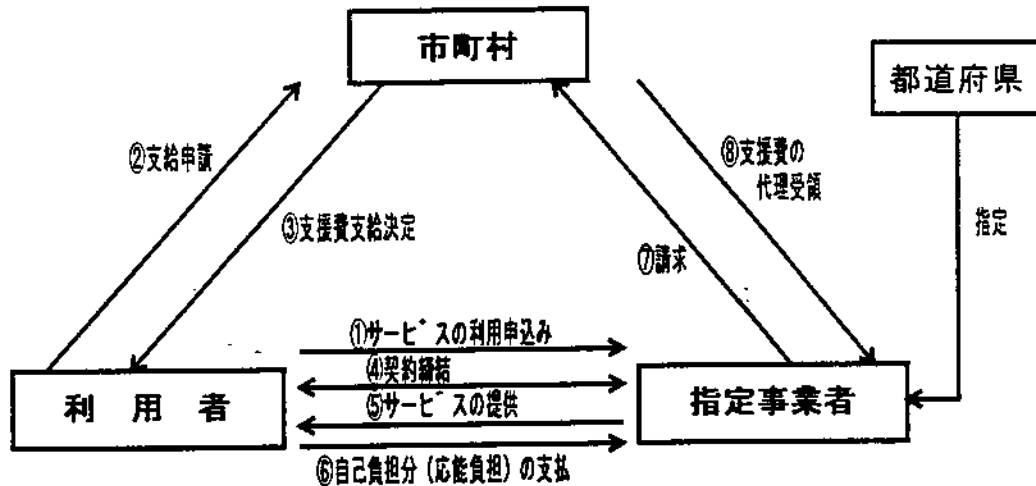 市町村
都道府県
②支給申請
⑧支援費の
代理受領
③支援費支給決定
指定
⑦請求
①サービスの利用申込み
④契約締結
利用者
指定事業者
⑤サービスの提供
⑥自己負担分（応能負担）の支払